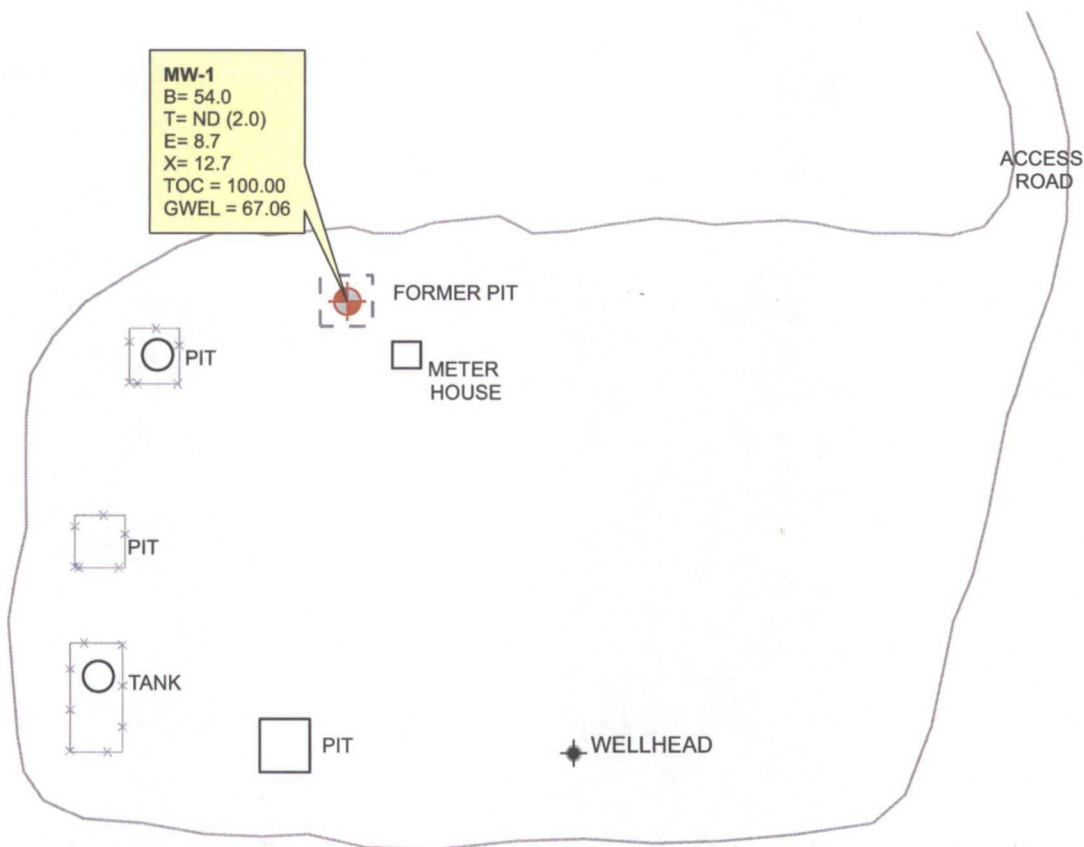 MW-1
B= 54.0
T= ND (2.0)
E= 8.7
X= 12.7
TOC = 100.00
GWEL = 67.06
ACCESS
ROAD
FORMER PIT
PIT
METER
HOUSE
PIT
TANK
PIT
WELLHEAD